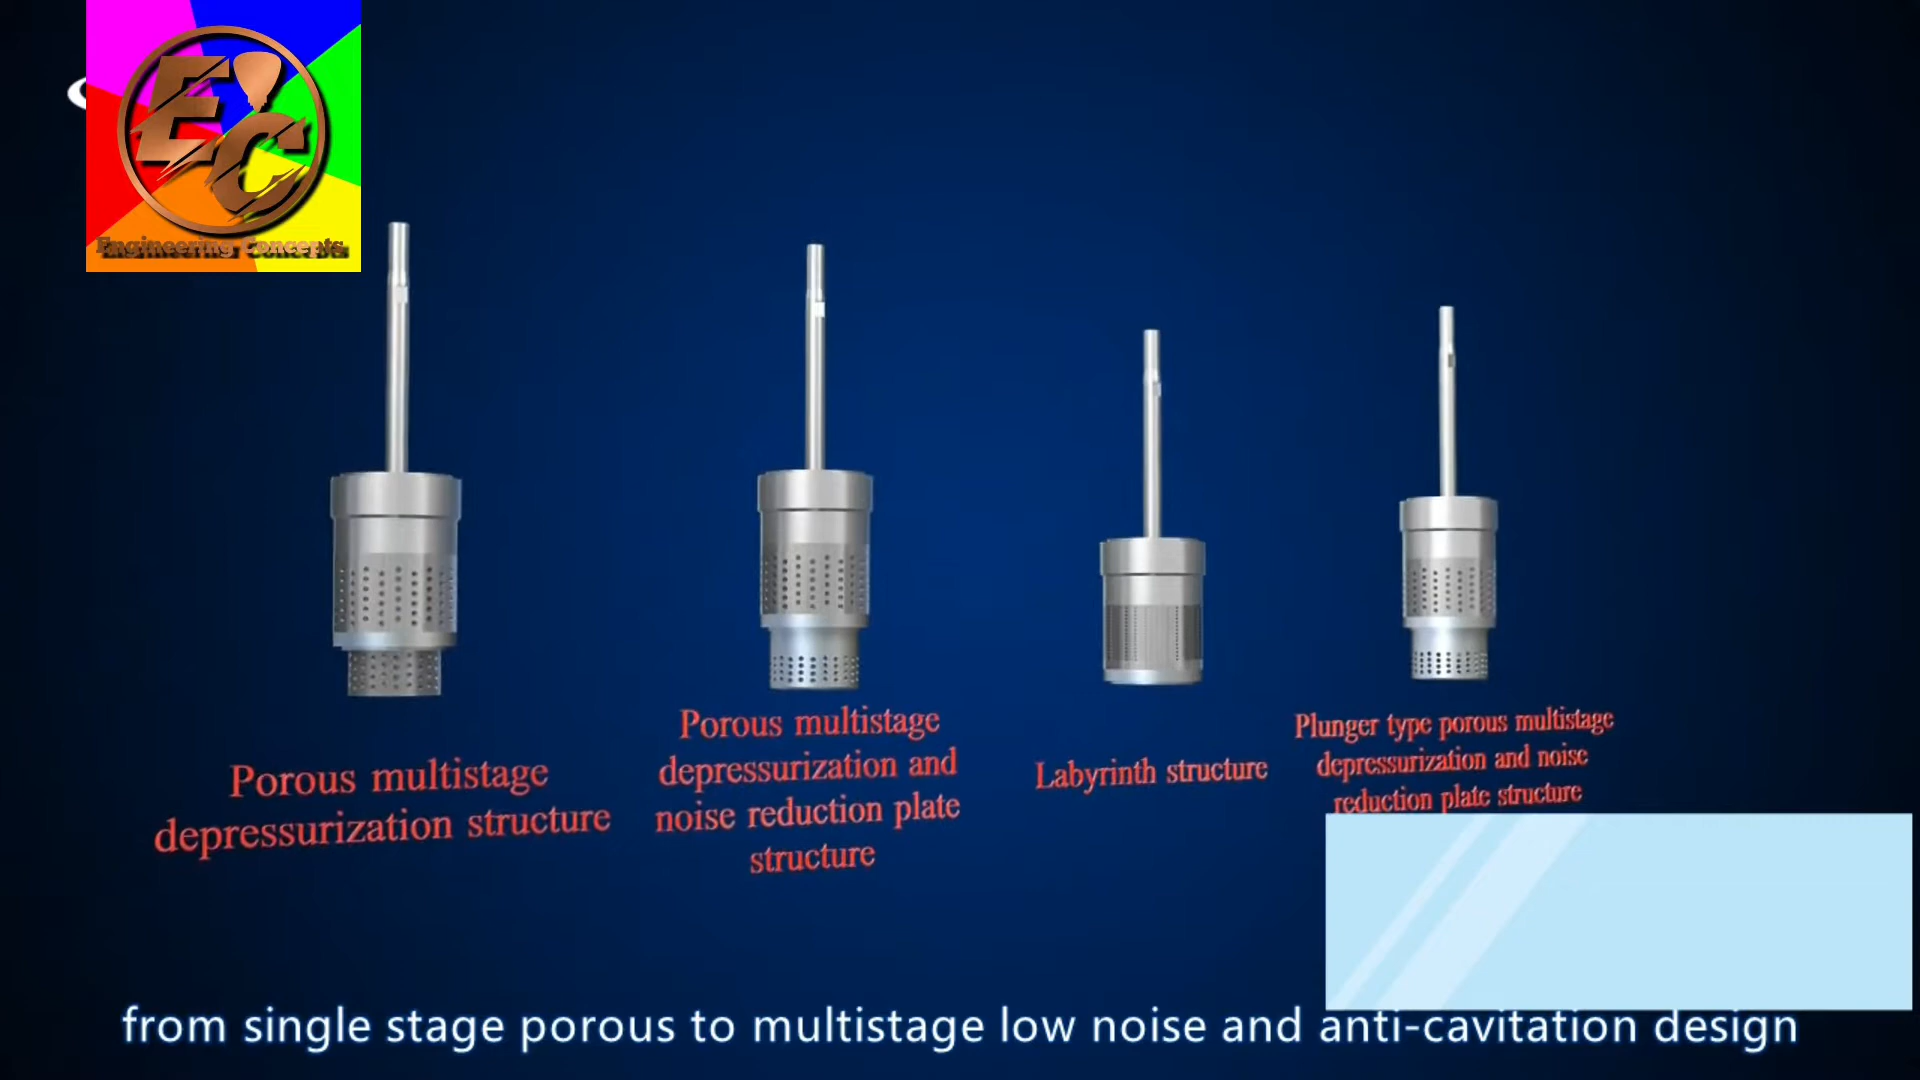 EC
Engineering Concepts
Porous multistage
depressurization structure
Porous multistage
depressurization and
noise reduction plate
structure
Labyrinth structure
Plunger type porous multistage
depressurization and noise
reduction plate structure
from single stage porous to multistage low noise and anti-cavitation design